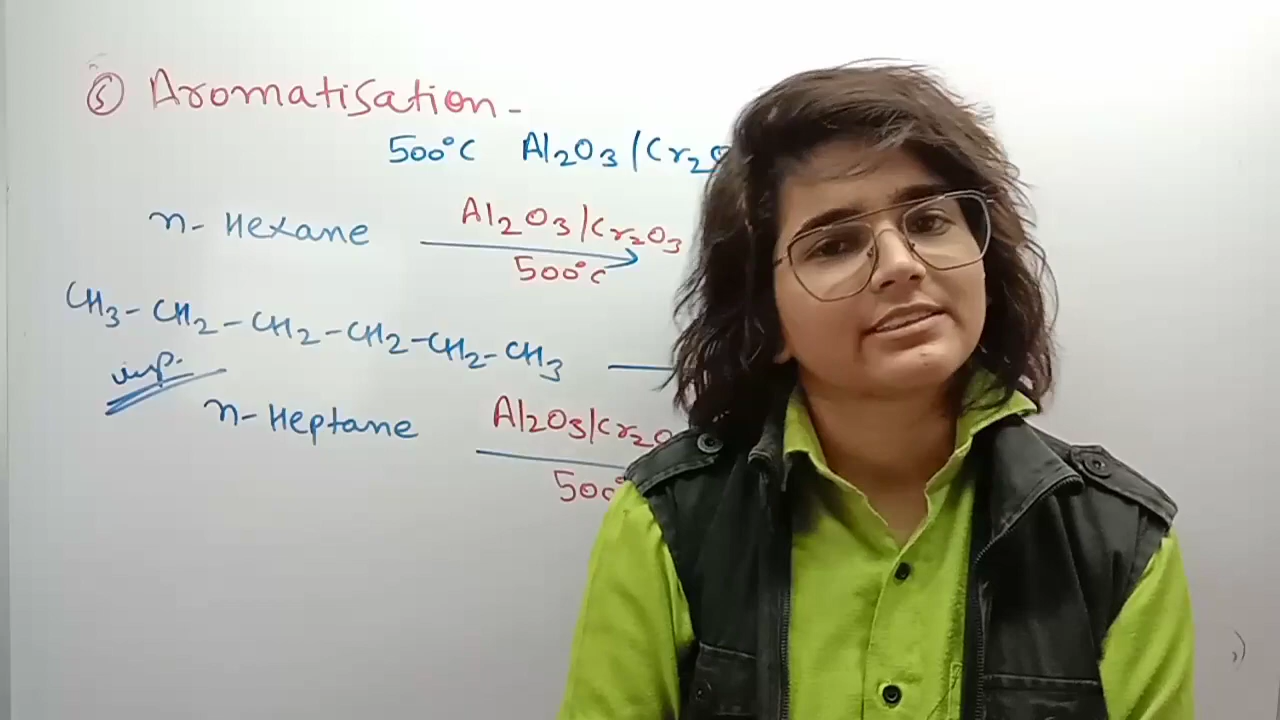 ⑤ Aromatisation -
500°C Al2O3/Cr2O
n- Hexane Al2O3/Cr2O3
500°C
CH3-CH2-CH2-CH2-CH2-CH3
imp.
n-Heptane Al2O3/Cr2O
500°